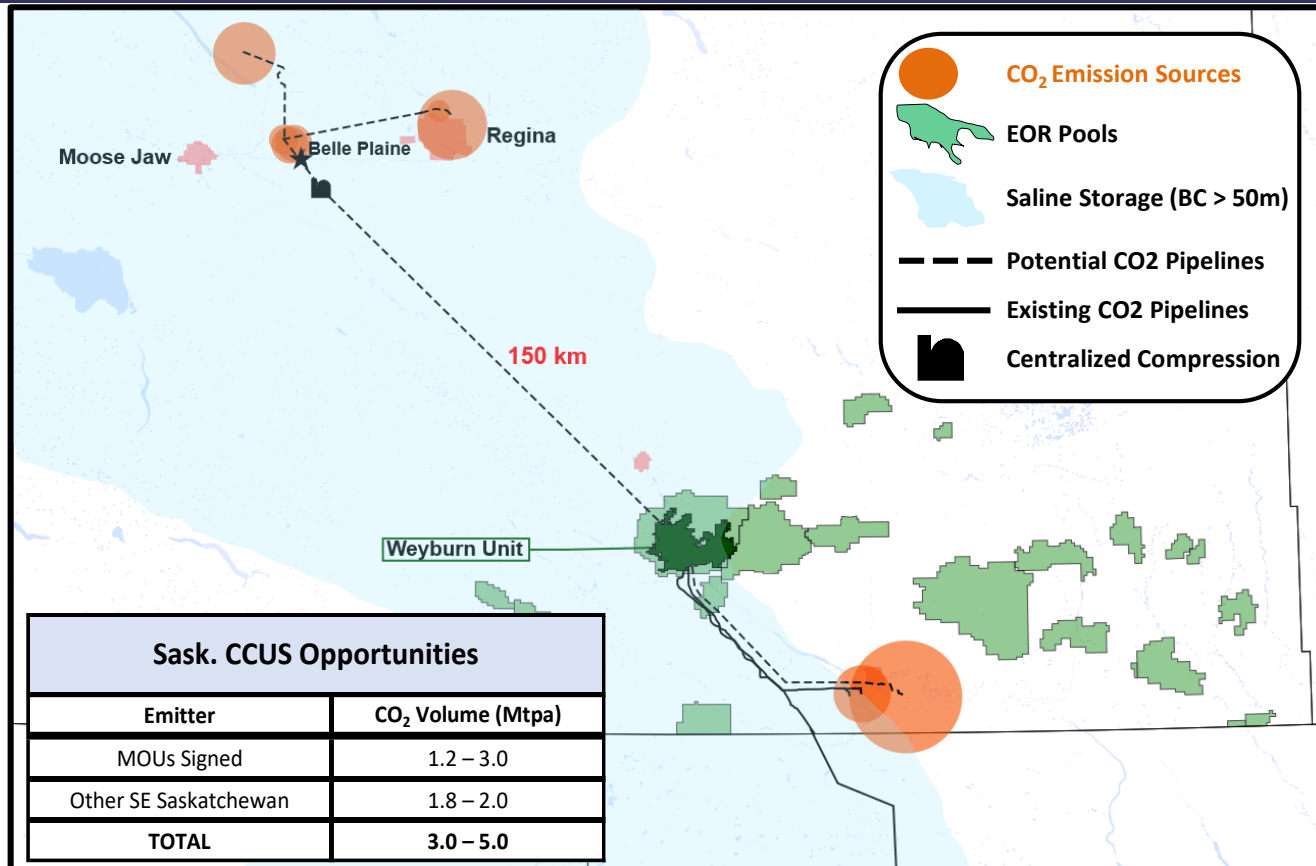 CO₂ Emission Sources
EOR Pools
Saline Storage (BC > 50m)
Potential CO2 Pipelines
Existing CO2 Pipelines
Centralized Compression
Regina
Belle Plaine
Moose Jaw
150 km
Weyburn Unit
Sask. CCUS Opportunities
Emitter CO₂ Volume (Mtpa)
MOUs Signed 1.2 – 3.0
Other SE Saskatchewan 1.8 – 2.0
TOTAL 3.0 – 5.0